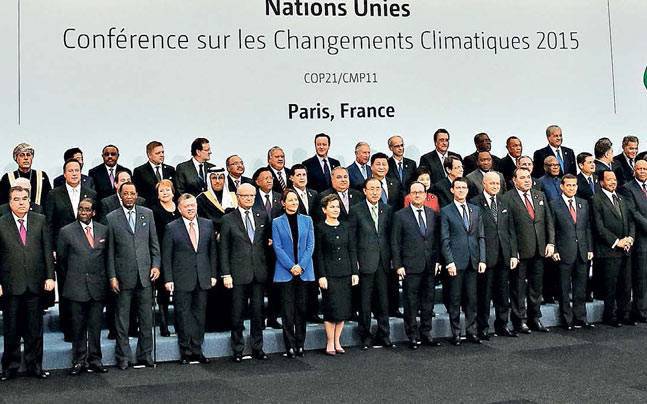 Nations Unies
Conférence sur les Changements Climatiques 2015
COP21/CMP11
Paris, France